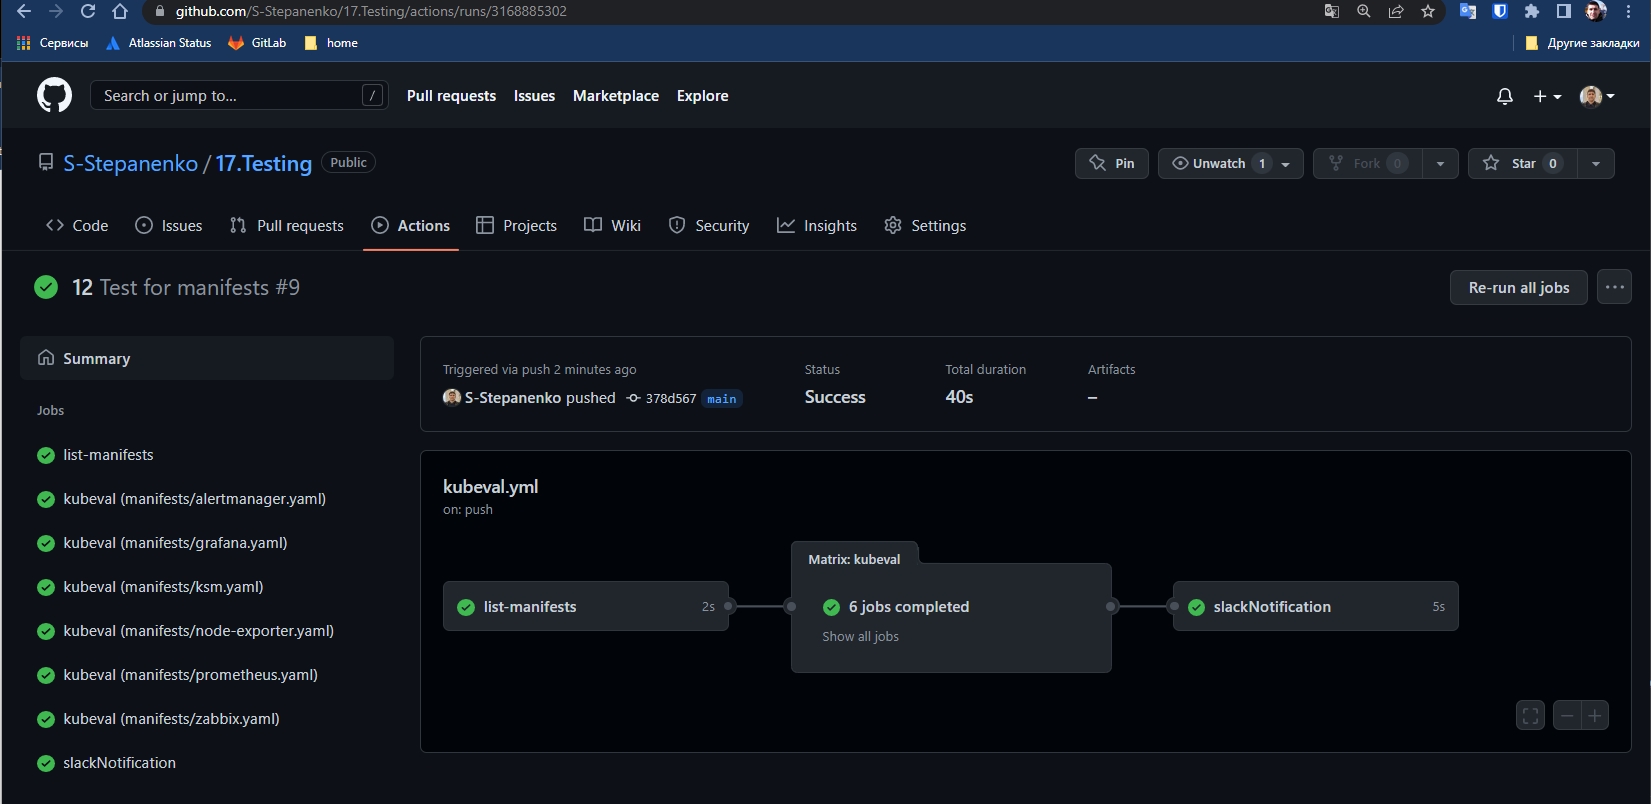 github.com/S-Stepanenko/17.Testing/actions/runs/3168885302
Сервисы Atlassian Status GitLab home Другие закладки
Search or jump to... / Pull requests Issues Marketplace Explore
S-Stepanenko / 17.Testing Public Pin Unwatch 1 Fork 0 Star 0
Code Issues Pull requests Actions Projects Wiki Security Insights Settings
12 Test for manifests #9 Re-run all jobs
Summary
Jobs
list-manifests
kubeval (manifests/alertmanager.yaml)
kubeval (manifests/grafana.yaml)
kubeval (manifests/ksm.yaml)
kubeval (manifests/node-exporter.yaml)
kubeval (manifests/prometheus.yaml)
kubeval (manifests/zabbix.yaml)
slackNotification
Triggered via push 2 minutes ago Status Total duration Artifacts
S-Stepanenko pushed 378d567 main Success 40s –
kubeval.yml
on: push
Matrix: kubeval
list-manifests 2s 6 jobs completed slackNotification 5s
Show all jobs